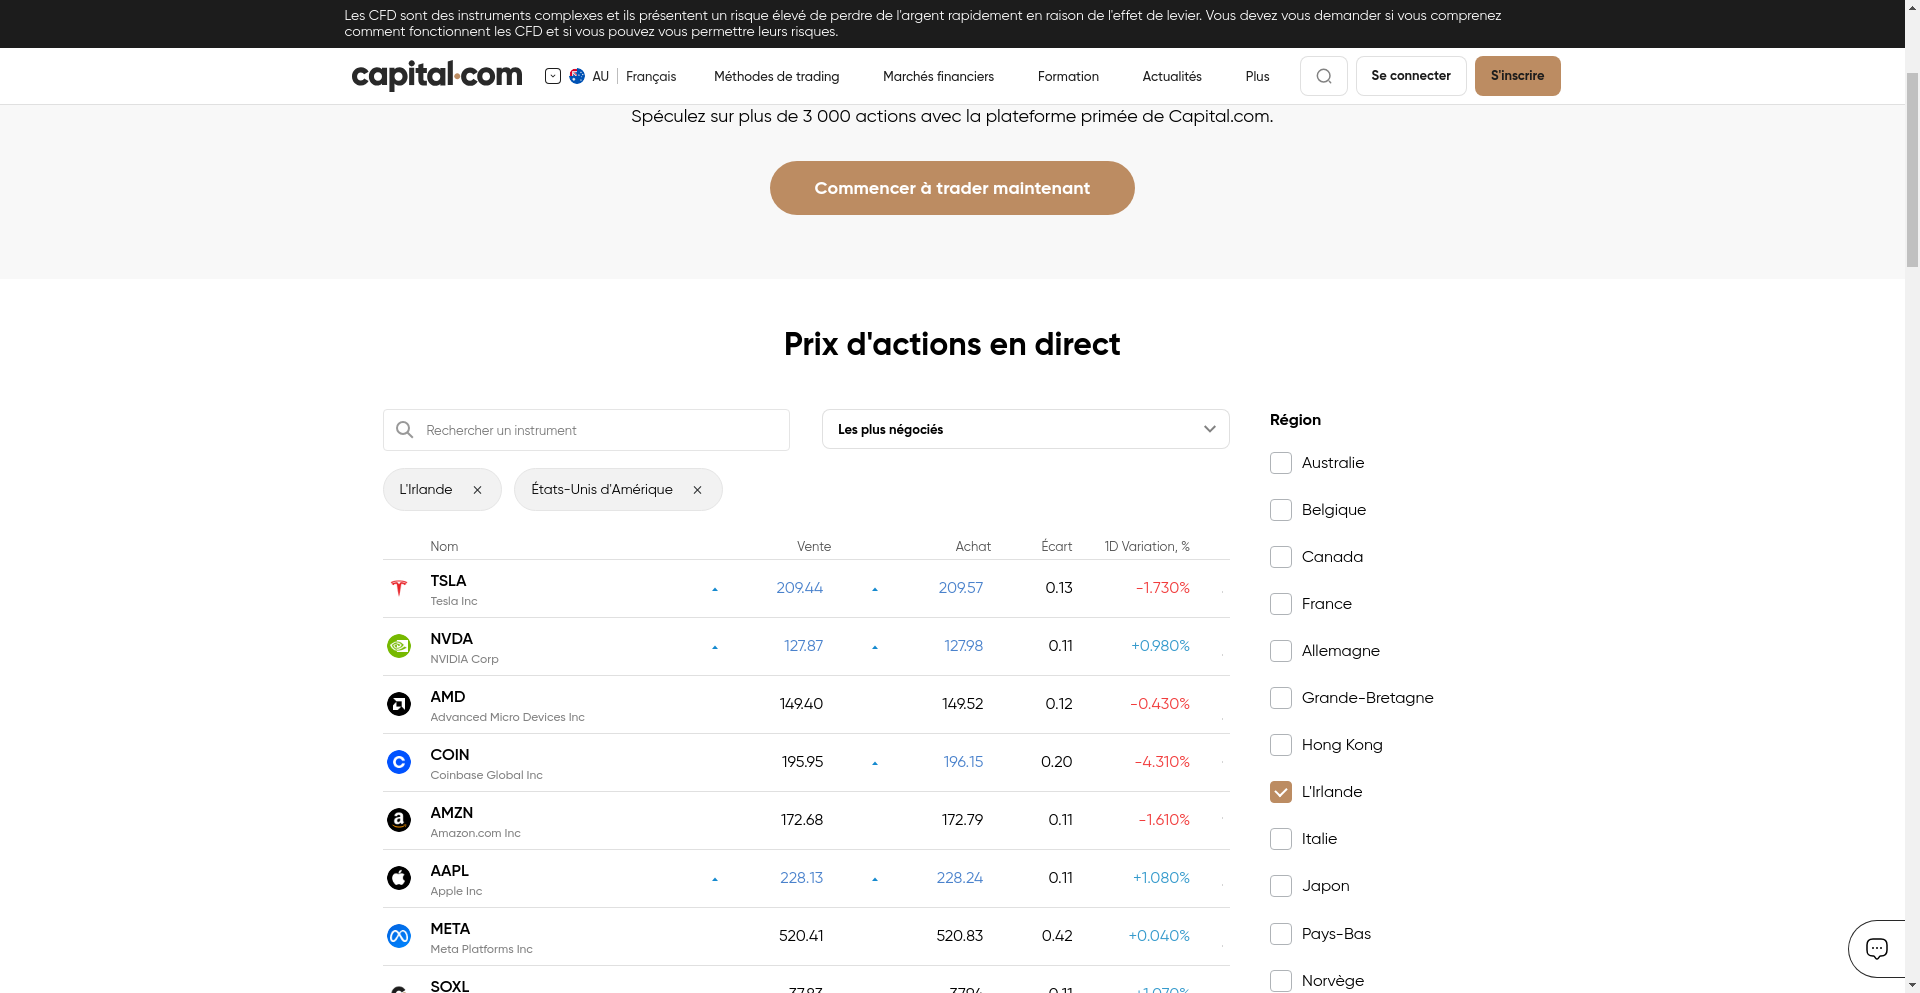 Les CFD sont des instruments complexes et ils présentent un risque élevé de perdre de l'argent rapidement en raison de l'effet de levier. Vous devez vous demander si vous comprenez
comment fonctionnent les CFD et si vous pouvez vous permettre leurs risques.
capital.com AU Français Méthodes de trading Marchés financiers Formation Actualités Plus Se connecter S'inscrire
Spéculez sur plus de 3 000 actions avec la plateforme primée de Capital.com.
Commencer à trader maintenant
Prix d'actions en direct
Rechercher un instrument
Les plus négociés
L'Irlande
États-Unis d'Amérique
Nom Vente Achat Écart 1D Variation, %
TSLA 209.44 209.57 0.13 -1.730%
Tesla Inc
NVDA 127.87 127.98 0.11 +0.980%
NVIDIA Corp
AMD 149.40 149.52 0.12 -0.430%
Advanced Micro Devices Inc
COIN 195.95 196.15 0.20 -4.310%
Coinbase Global Inc
AMZN 172.68 172.79 0.11 -1.610%
Amazon.com Inc
AAPL 228.13 228.24 0.11 +1.080%
Apple Inc
META 520.41 520.83 0.42 +0.040%
Meta Platforms Inc
SOXL 37.83 37.94 0.11 +1.070%
Région
Australie
Belgique
Canada
France
Allemagne
Grande-Bretagne
Hong Kong
L'Irlande
Italie
Japon
Pays-Bas
Norvège